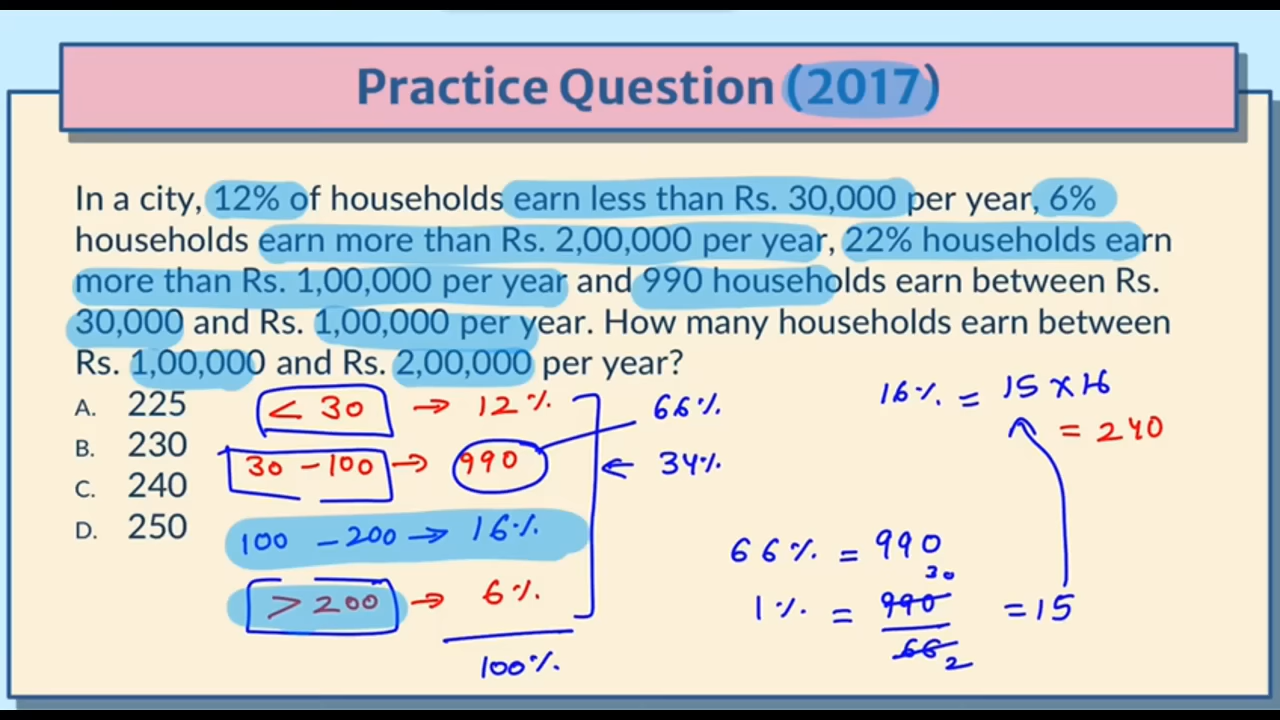 Practice Question (2017)
In a city, 12% of households earn less than Rs. 30,000 per year, 6%
households earn more than Rs. 2,00,000 per year, 22% households earn
more than Rs. 1,00,000 per year and 990 households earn between Rs.
30,000 and Rs. 1,00,000 per year. How many households earn between
Rs. 1,00,000 and Rs. 2,00,000 per year?
A. 225
B. 230
C. 240
D. 250
< 30 → 12%
30 - 100 → 990
100 - 200 → 16%
> 200 → 6%
100%
66%
← 34%
16% = 15 × 16
= 240
66% = 990
30
1% = 990 = 15
66 2